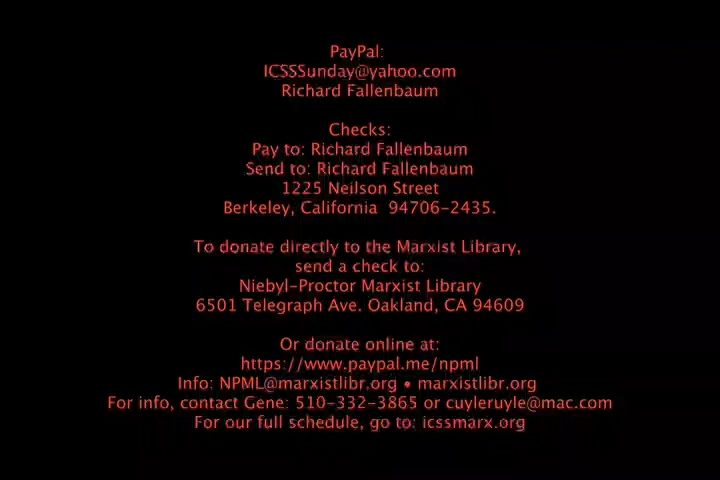 PayPal:
ICSSSunday@yahoo.com
Richard Fallenbaum
Checks:
Pay to: Richard Fallenbaum
Send to: Richard Fallenbaum
1225 Neilson Street
Berkeley, California  94706-2435.
To donate directly to the Marxist Library,
send a check to:
Niebyl-Proctor Marxist Library
6501 Telegraph Ave. Oakland, CA 94609
Or donate online at:
https://www.paypal.me/npml
Info: NPML@marxistlibr.org • marxistlibr.org
For info, contact Gene: 510-332-3865 or cuyleruyle@mac.com
For our full schedule, go to: icssmarx.org